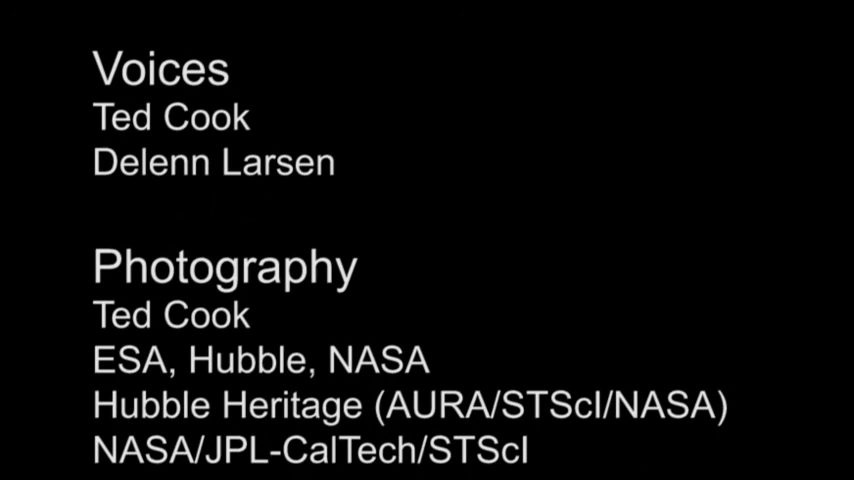 Voices
Ted Cook
Delenn Larsen
Photography
Ted Cook
ESA, Hubble, NASA
Hubble Heritage (AURA/STScI/NASA)
NASA/JPL-CalTech/STScI